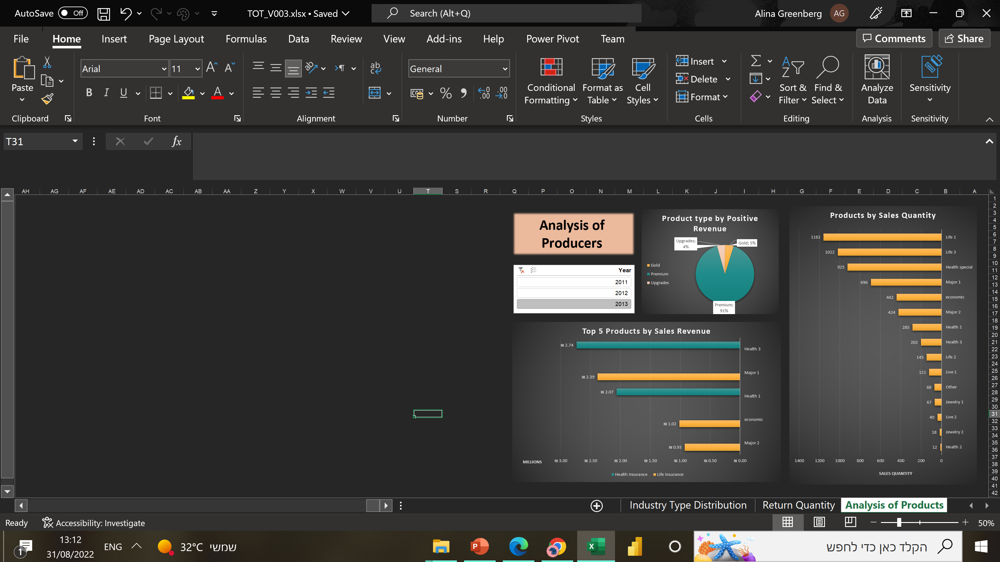 AutoSave Off TOT_V003.xlsx • Saved Search (Alt+Q) Alina Greenberg AG
File Home Insert Page Layout Formulas Data Review View Add-ins Help Power Pivot Team Comments Share
Paste
Clipboard
Arial 11
B I U A
Font
ab
Alignment
General
Number
Conditional Formatting
Format as Table
Cell Styles
Styles
Insert
Delete
Format
Cells
Sort & Filter
Find & Select
Editing
Analyze Data
Analysis
Sensitivity
Sensitivity
T31 fx
AH AG AF AE AD AC AB AA Z Y X W V U T S R Q P O N M L K J I H G F E D C B A
1
2
3
4
5
6
7
8
9
10
11
12
13
14
15
16
17
18
19
20
21
22
23
24
25
26
27
28
29
30
31
32
33
34
35
36
37
38
39
40
41
42
Analysis of
Producers
Year
2011
2012
2013
Product type by Positive
Revenue
Upgrades;
4%
Gold; 5%
Gold
Premium
Upgrades
Premium;
91%
Top 5 Products by Sales Revenue
₪ 2.74 Health 3
₪ 2.39 Major 1
₪ 2.07 Health 1
₪ 1.02 economic
₪ 0.93 Major 2
MILLIONS ₪ 3.00 ₪ 2.50 ₪ 2.00 ₪ 1.50 ₪ 1.00 ₪ 0.50 ₪ 0.00
Health Insurance Life Insurance
Products by Sales Quantity
1162 Life 1
1022 Life 3
925 Health special
696 Major 1
442 economic
424 Major 2
285 Health 1
202 Health 3
145 Life 2
121 Live 1
68 Other
67 Jewelry 1
40 Live 2
18 Jewelry 2
12 Health 2
1400 1200 1000 800 600 400 200 0
SALES QUANTITY
Industry Type Distribution Return Quantity Analysis of Products
Ready Accessibility: Investigate 50%
1 13:12
31/08/2022
ENG
32°C שמשי
הקלד כאן כדי לחפש